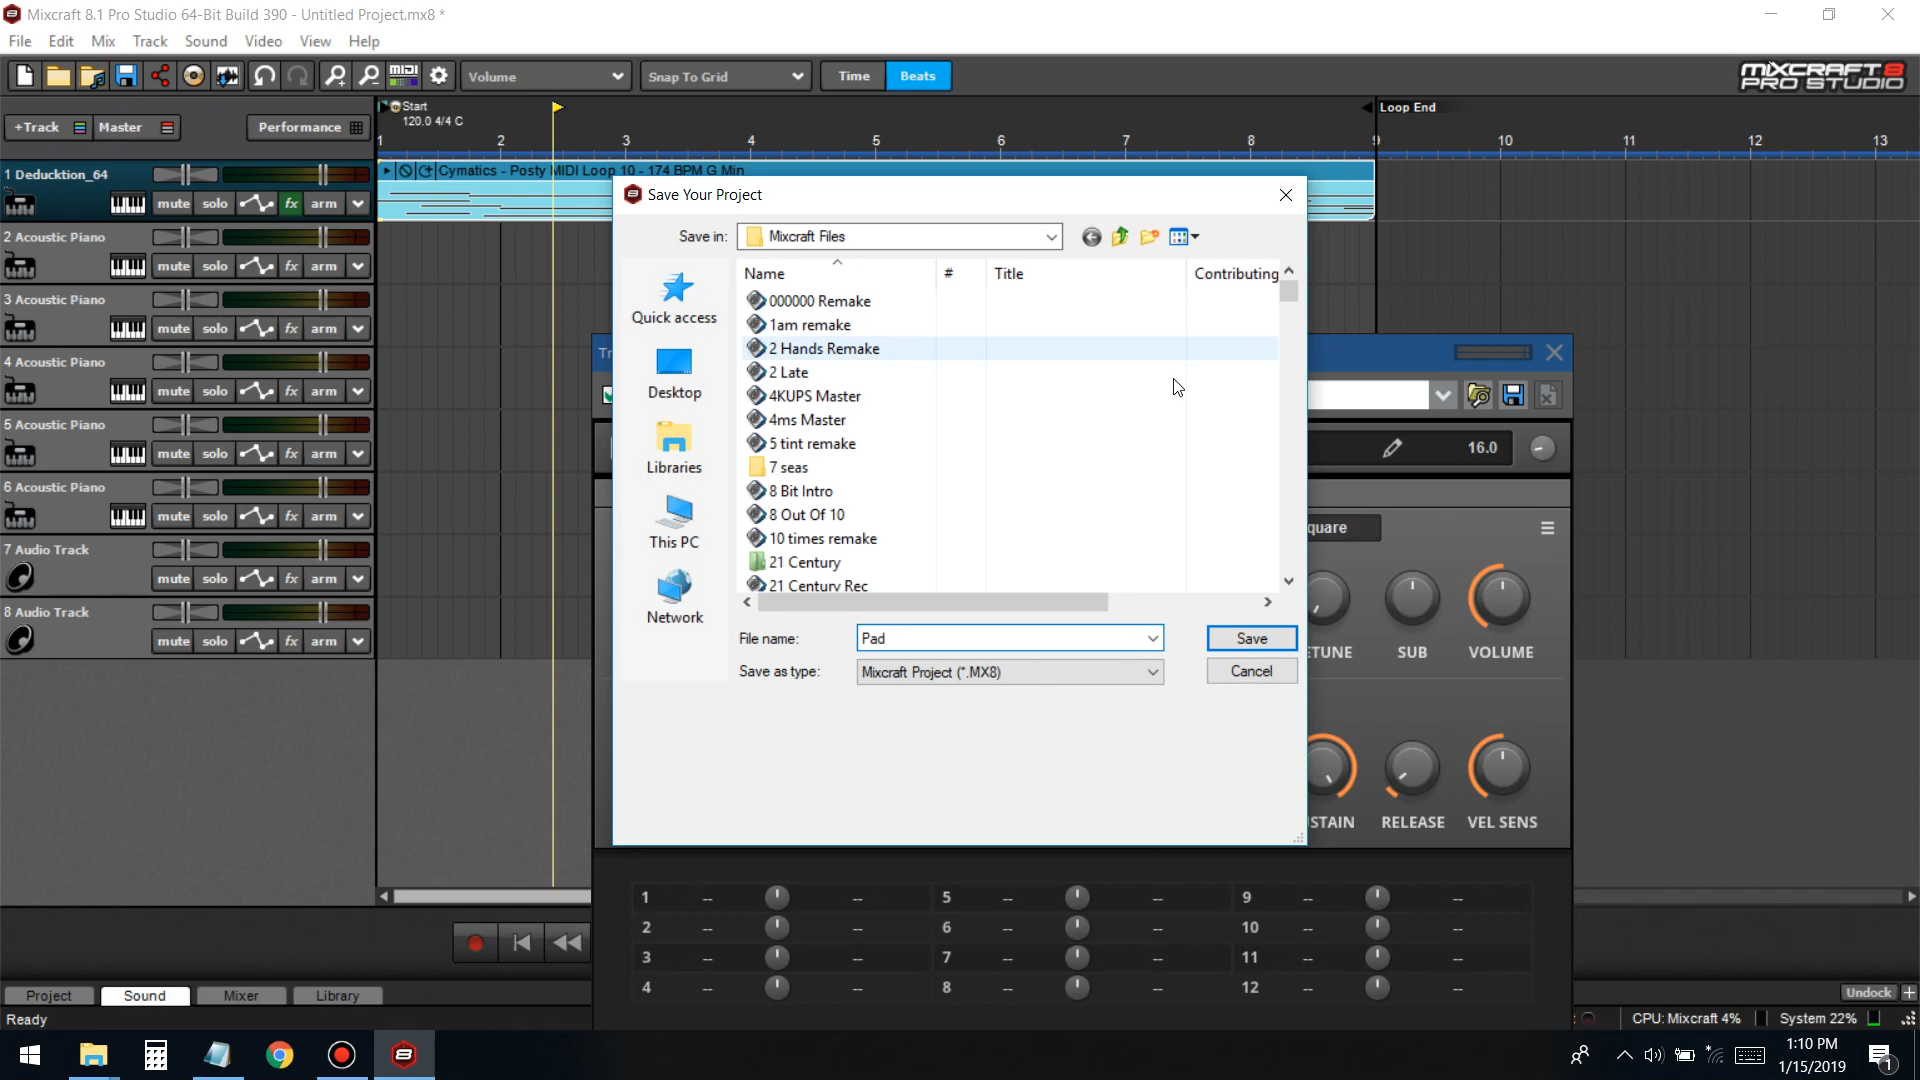 Mixcraft 8.1 Pro Studio 64-Bit Build 390 - Untitled Project.mx8 *
File Edit Mix Track Sound Video View Help
MIDI Volume Snap To Grid Time Beats MIXCRAFT 8 PRO STUDIO
+Track Master Performance
Start
120.0 4/4 C
Loop End
1 2 3 4 5 6 7 8 9 10 11 12 13
1 Deducktion_64
mute solo fx arm
Cymatics - Posty MIDI Loop 10 - 174 BPM G Min
2 Acoustic Piano
mute solo fx arm
3 Acoustic Piano
mute solo fx arm
4 Acoustic Piano
mute solo fx arm
5 Acoustic Piano
mute solo fx arm
6 Acoustic Piano
mute solo fx arm
7 Audio Track
mute solo fx arm
8 Audio Track
mute solo fx arm
Save Your Project
Save in: Mixcraft Files
Quick access
Desktop
Libraries
This PC
Network
Name # Title Contributing
000000 Remake
1am remake
2 Hands Remake
2 Late
4KUPS Master
4ms Master
5 tint remake
7 seas
8 Bit Intro
8 Out Of 10
10 times remake
21 Century
21 Century Rec
File name: Pad Save
Save as type: Mixcraft Project (*.MX8) Cancel
16.0
quare
ETUNE SUB VOLUME
STAIN RELEASE VEL SENS
1 -- -- 5 -- -- 9 -- --
2 -- -- 6 -- -- 10 -- --
3 -- -- 7 -- -- 11 -- --
4 -- -- 8 -- -- 12 -- --
Project Sound Mixer Library
Undock
Ready
CPU: Mixcraft 4% System 22%
1:10 PM
1/15/2019
1